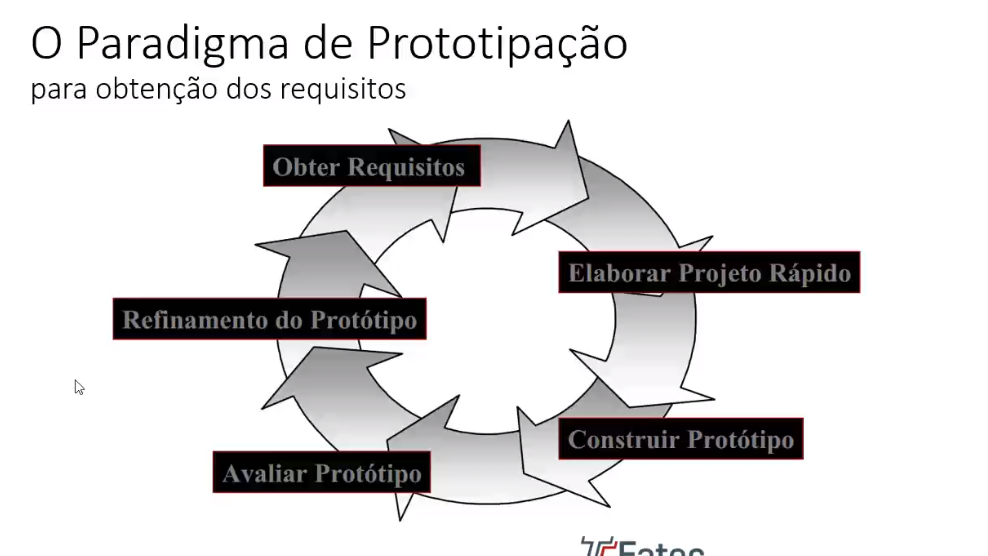 O Paradigma de Prototipação
para obtenção dos requisitos
Obter Requisitos
Elaborar Projeto Rápido
Refinamento do Protótipo
Construir Protótipo
Avaliar Protótipo
Fatec